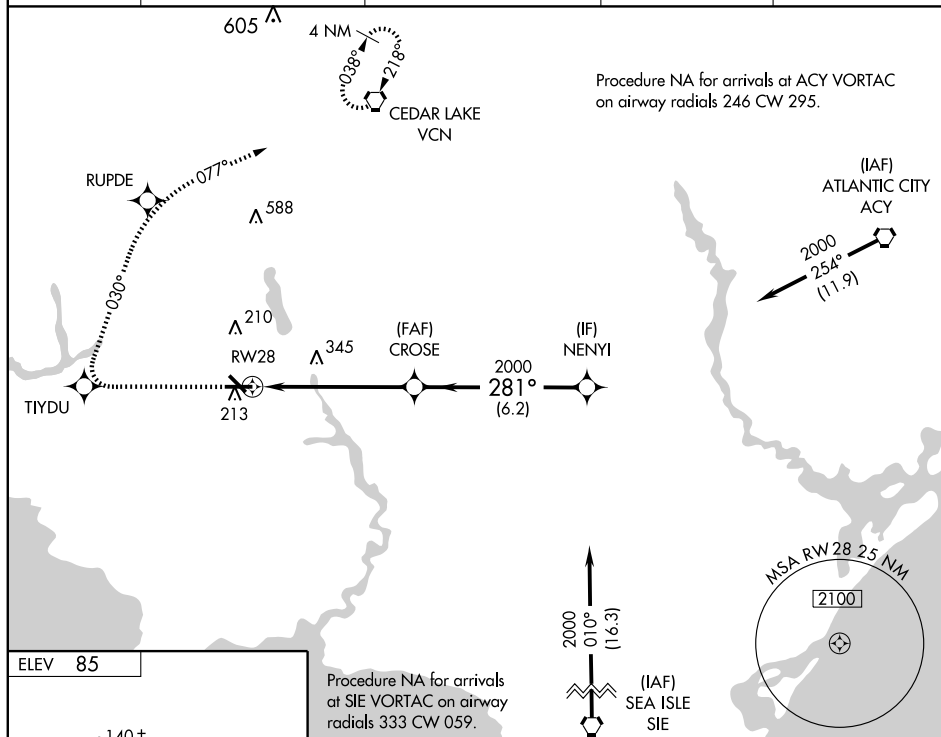 605
4 NM
038°
218°
CEDAR LAKE
VCN
Procedure NA for arrivals at ACY VORTAC
on airway radials 246 CW 295.
(IAF)
ATLANTIC CITY
ACY
2000
254°
(11.9)
RUPDE
077°
588
030°
210
345
RW28
(FAF)
CROSE
(IF)
NENYI
2000
281°
(6.2)
TIYDU
213
MSA RW28 25 NM
2100
2000
010°
(16.3)
(IAF)
SEA ISLE
SIE
Procedure NA for arrivals
at SIE VORTAC on airway
radials 333 CW 059.
ELEV 85
140±